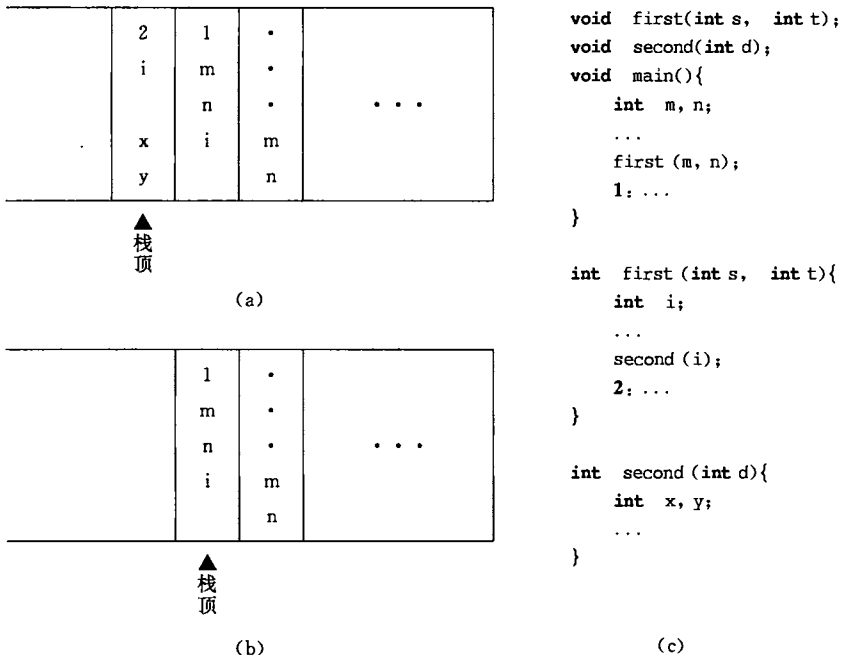 2 1 •
i m •
n • • • •
x i m
y n
栈顶
(a)
1 •
m •
n • • • •
i m
n
栈顶
(b)
void first(int s, int t);
void second(int d);
void main(){
int m, n;
...
first (m, n);
1: ...
}
int first (int s, int t){
int i;
...
second (i);
2: ...
}
int second (int d){
int x, y;
...
}
(c)